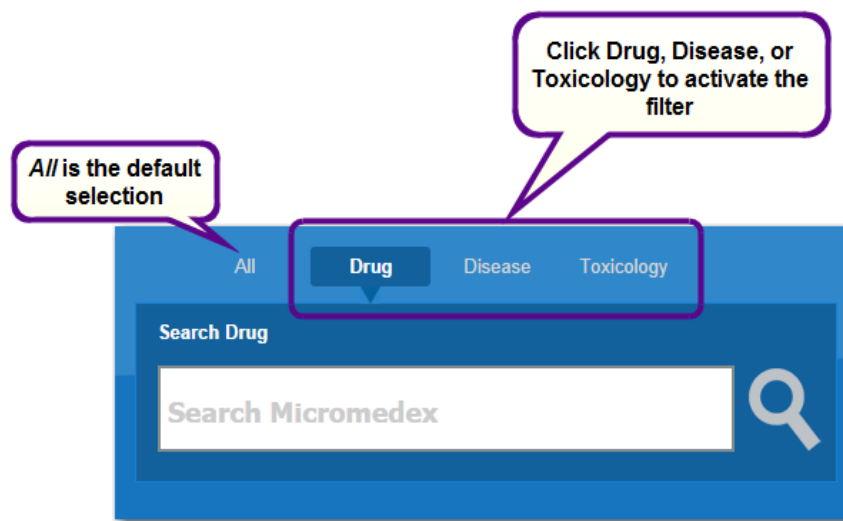 Click Drug, Disease, or
Toxicology to activate the
filter
All is the default
selection
All Drug Disease Toxicology
Search Drug
Search Micromedex